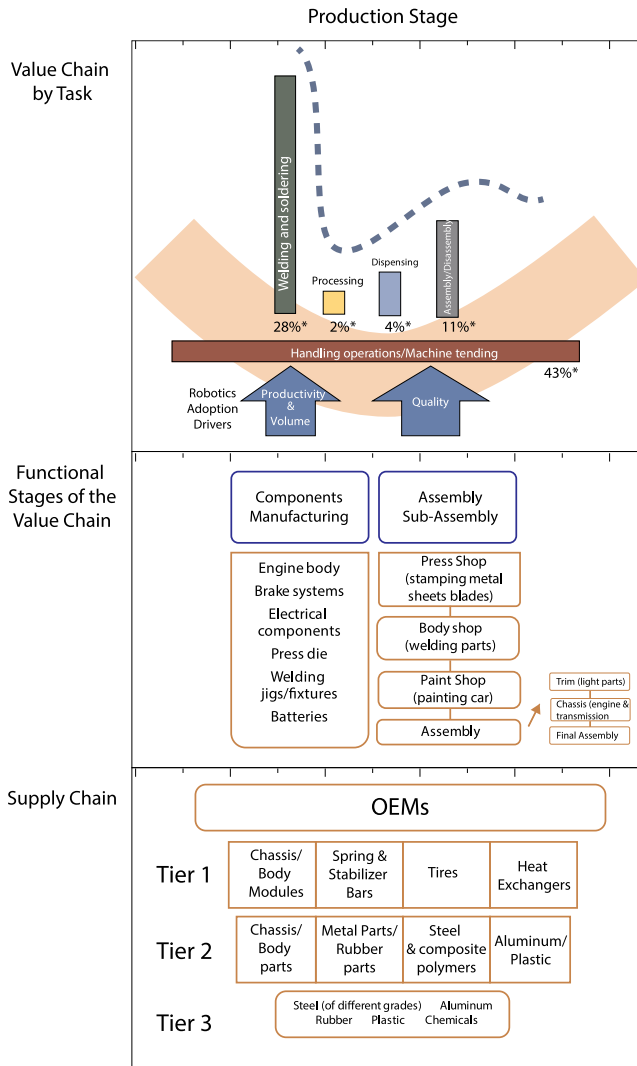 Production Stage
Value Chain
by Task
Welding and soldering
Processing
Dispensing
Assembly/Disassembly
28%*
2%*
4%*
11%*
Handling operations/Machine tending
43%*
Robotics
Adoption
Drivers
Productivity
&
Volume
Quality
Functional
Stages of the
Value Chain
Components
Manufacturing
Assembly
Sub-Assembly
Engine body
Brake systems
Electrical
components
Press die
Welding
jigs/fixtures
Batteries
Press Shop
(stamping metal
sheets blades)
Body shop
(welding parts)
Paint Shop
(painting car)
Assembly
Trim (light parts)
Chassis (engine &
transmission
Final Assembly
Supply Chain
OEMs
Tier 1
Chassis/
Body
Modules
Spring &
Stabilizer
Bars
Tires
Heat
Exchangers
Tier 2
Chassis/
Body
parts
Metal Parts/
Rubber
parts
Steel
& composite
polymers
Aluminum/
Plastic
Tier 3
Steel (of different grades) Aluminum
Rubber Plastic Chemicals